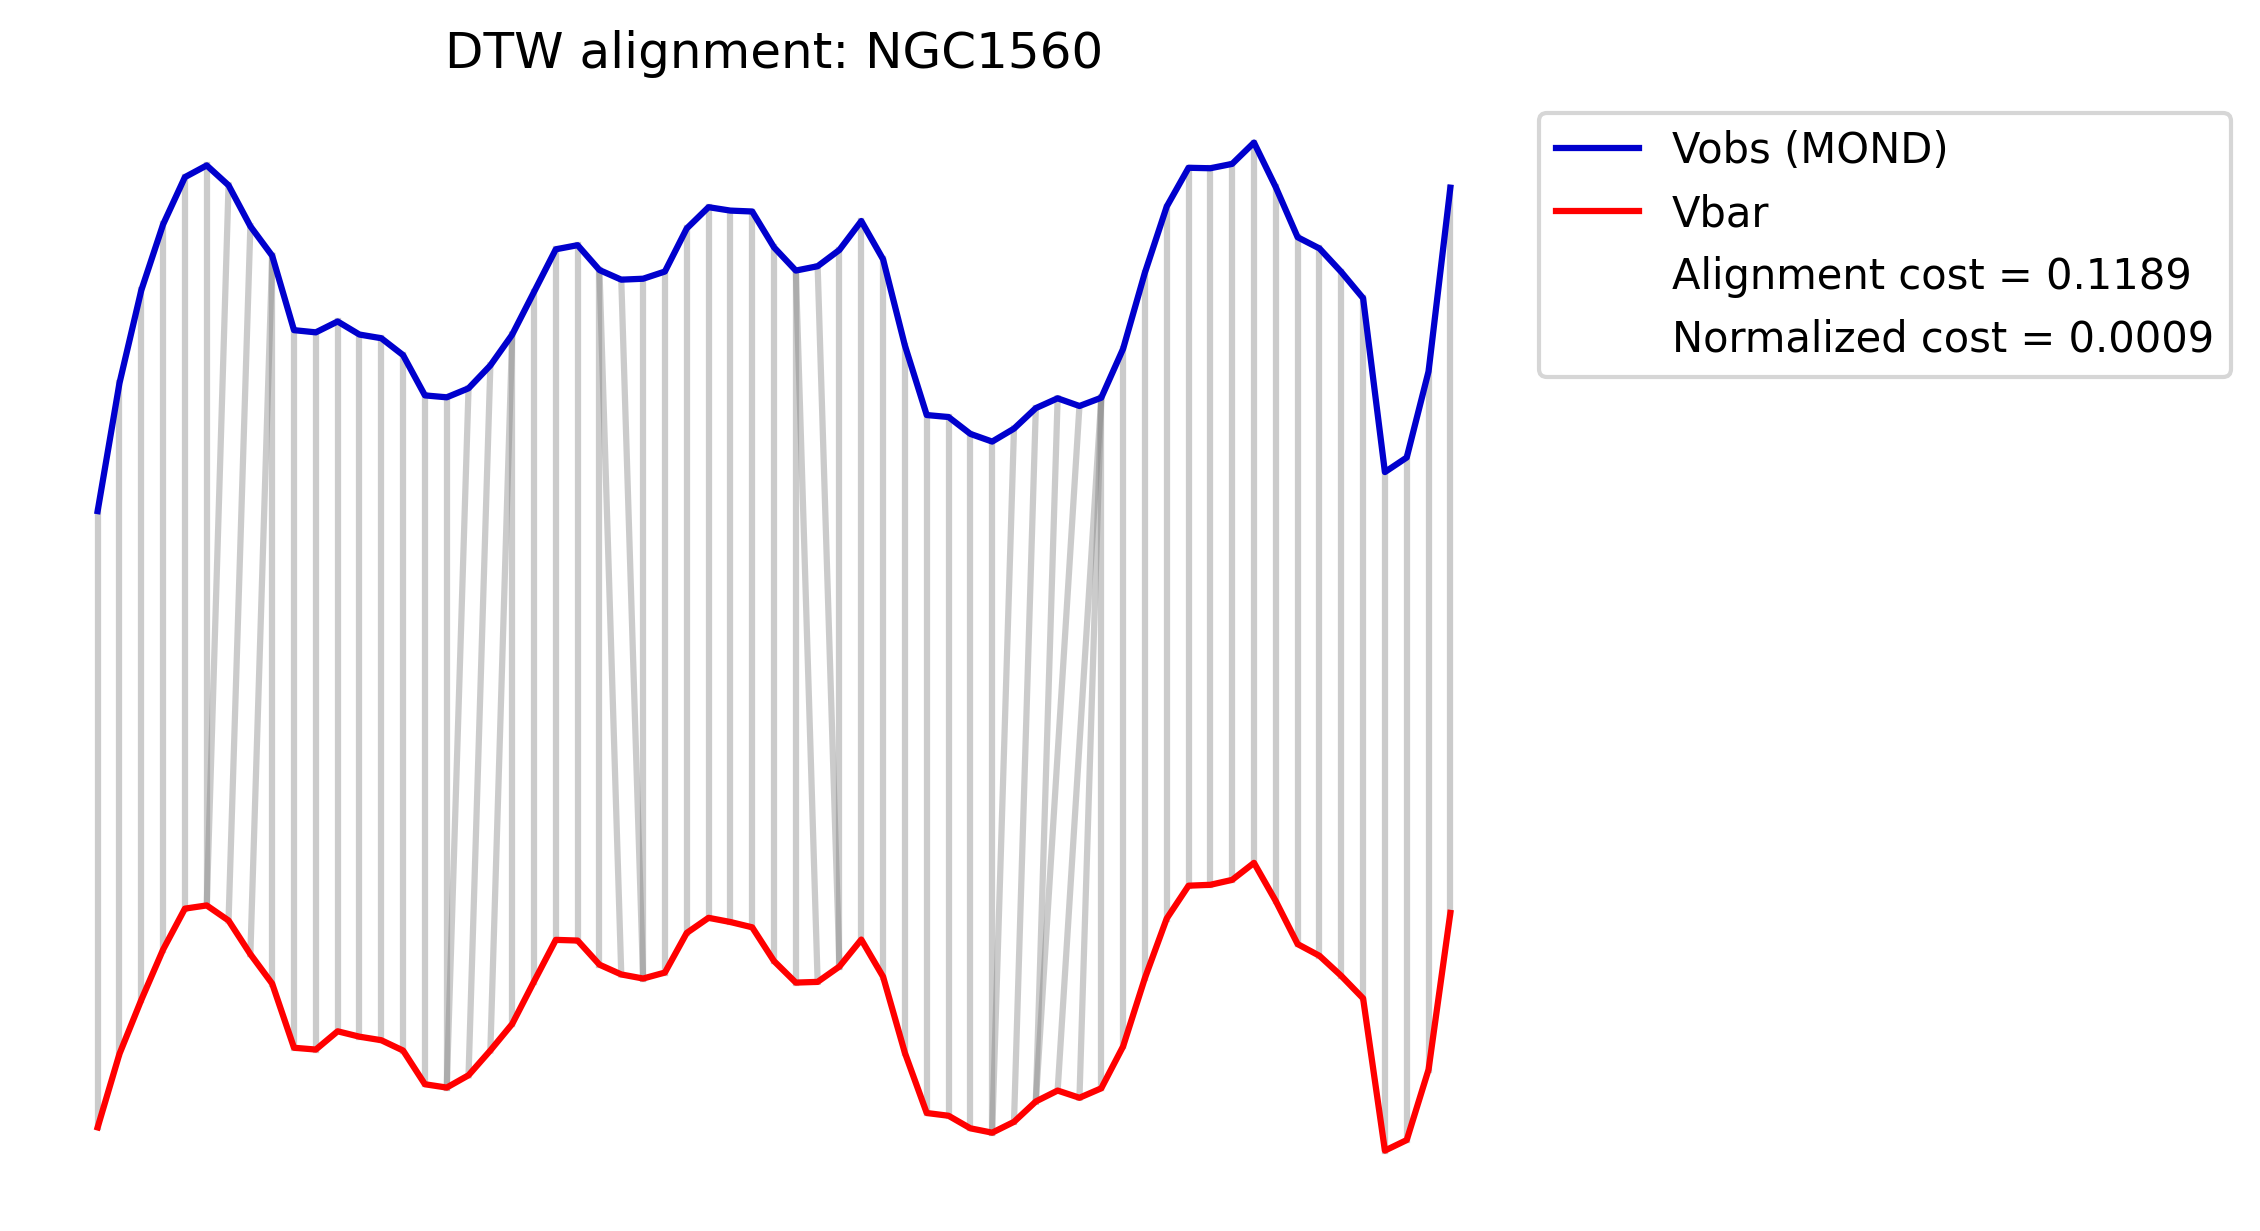 DTW alignment: NGC1560
Vobs (MOND)
Vbar
Alignment cost = 0.1189
Normalized cost = 0.0009